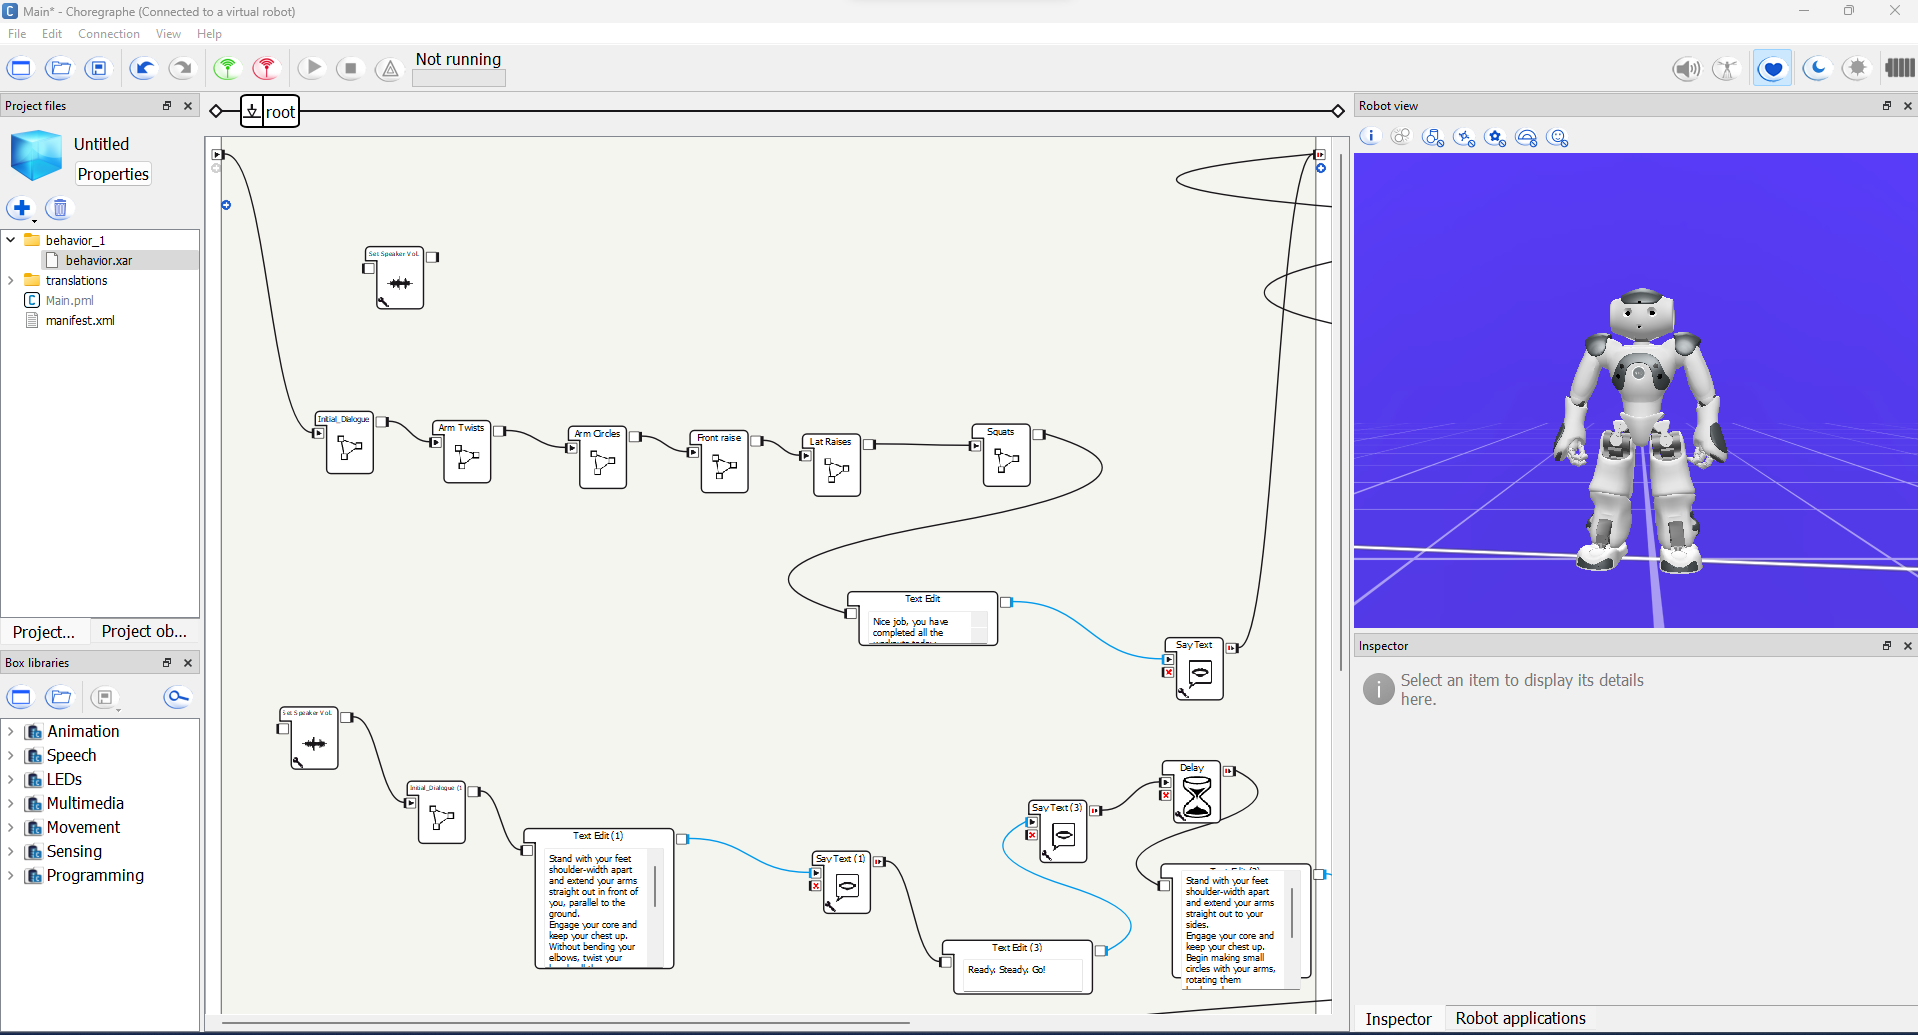 Main* - Choregraphe (Connected to a virtual robot)
File Edit Connection View Help
Not running
Project files
Untitled
Properties
behavior_1
behavior.xar
translations
Main.pml
manifest.xml
Project...
Project ob...
Box libraries
Animation
Speech
LEDs
Multimedia
Movement
Sensing
Programming
root
Set Speaker Vol.
Initial_Dialogue
Arm Twists
Arm Circles
Front raise
Lat Raises
Squats
Text Edit
Nice job, you have
completed all the
Say Text
Set Speaker Vol.
Initial_Dialogue (1
Text Edit (1)
Stand with your feet
shoulder-width apart
and extend your arms
straight out in front of
you, parallel to the
ground.
Engage your core and
keep your chest up.
Without bending your
elbows, twist your
Say Text (1)
Text Edit (3)
Ready. Steady. Go!
Say Text (3)
Delay
Stand with your feet
shoulder-width apart
and extend your arms
straight out to your
sides.
Engage your core and
keep your chest up.
Begin making small
circles with your arms,
rotating them
Robot view
Inspector
Select an item to display its details
here.
Inspector
Robot applications